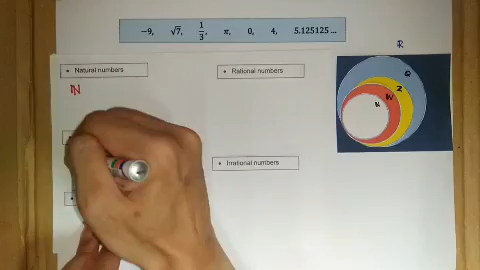 −9, √7, 1/3, π, 0, 4, 5.125125 ...
R
• Natural numbers
• Rational numbers
Q
Z
W
N
ℕ
• Irrational numbers